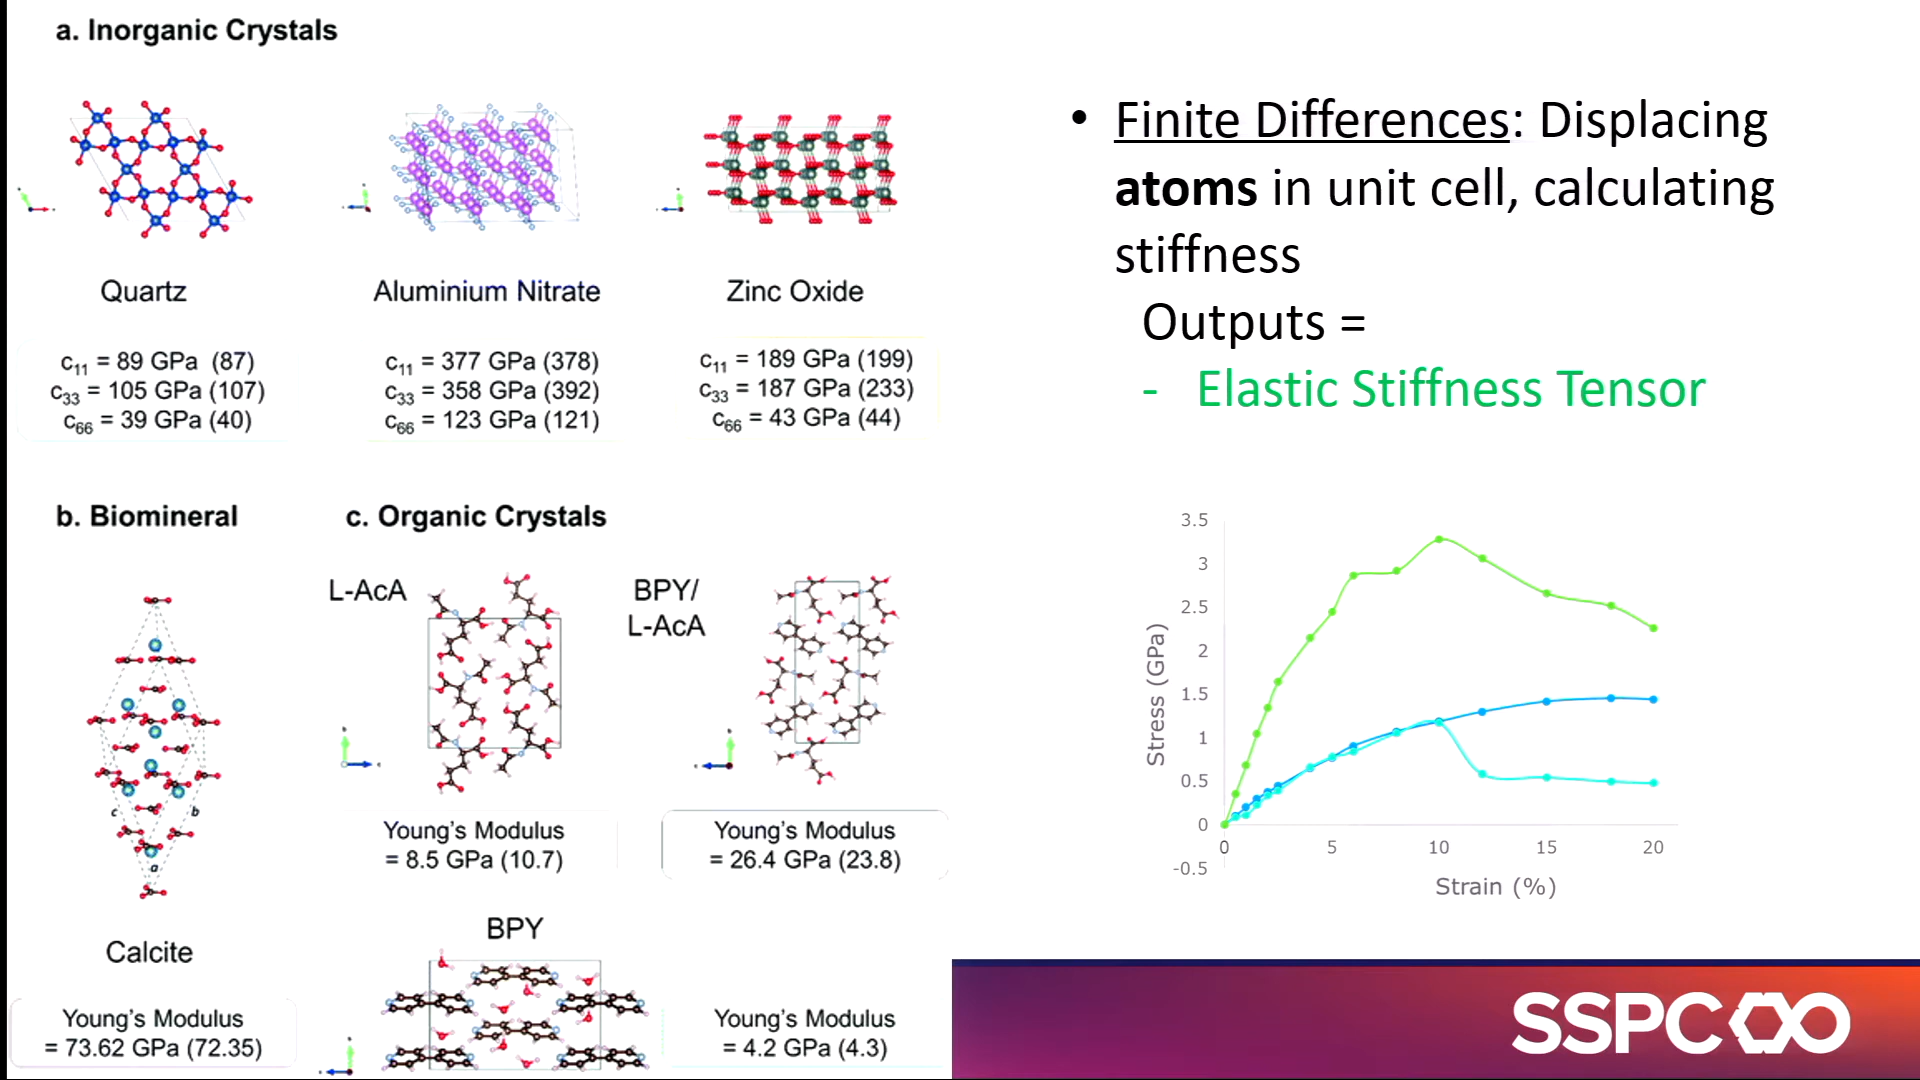 a. Inorganic Crystals
Quartz
c11 = 89 GPa (87)
c33 = 105 GPa (107)
c66 = 39 GPa (40)
Aluminium Nitrate
c11 = 377 GPa (378)
c33 = 358 GPa (392)
c66 = 123 GPa (121)
Zinc Oxide
c11 = 189 GPa (199)
c33 = 187 GPa (233)
c66 = 43 GPa (44)
b. Biomineral
c
b
a
Calcite
Young's Modulus
= 73.62 GPa (72.35)
c. Organic Crystals
L-AcA
Young's Modulus
= 8.5 GPa (10.7)
BPY/
L-AcA
Young's Modulus
= 26.4 GPa (23.8)
BPY
Young's Modulus
= 4.2 GPa (4.3)
• Finite Differences: Displacing
atoms in unit cell, calculating
stiffness
Outputs =
- Elastic Stiffness Tensor
Stress (GPa)
3.5
3
2.5
2
1.5
1
0.5
0
-0.5
0 5 10 15 20
Strain (%)
SSPC